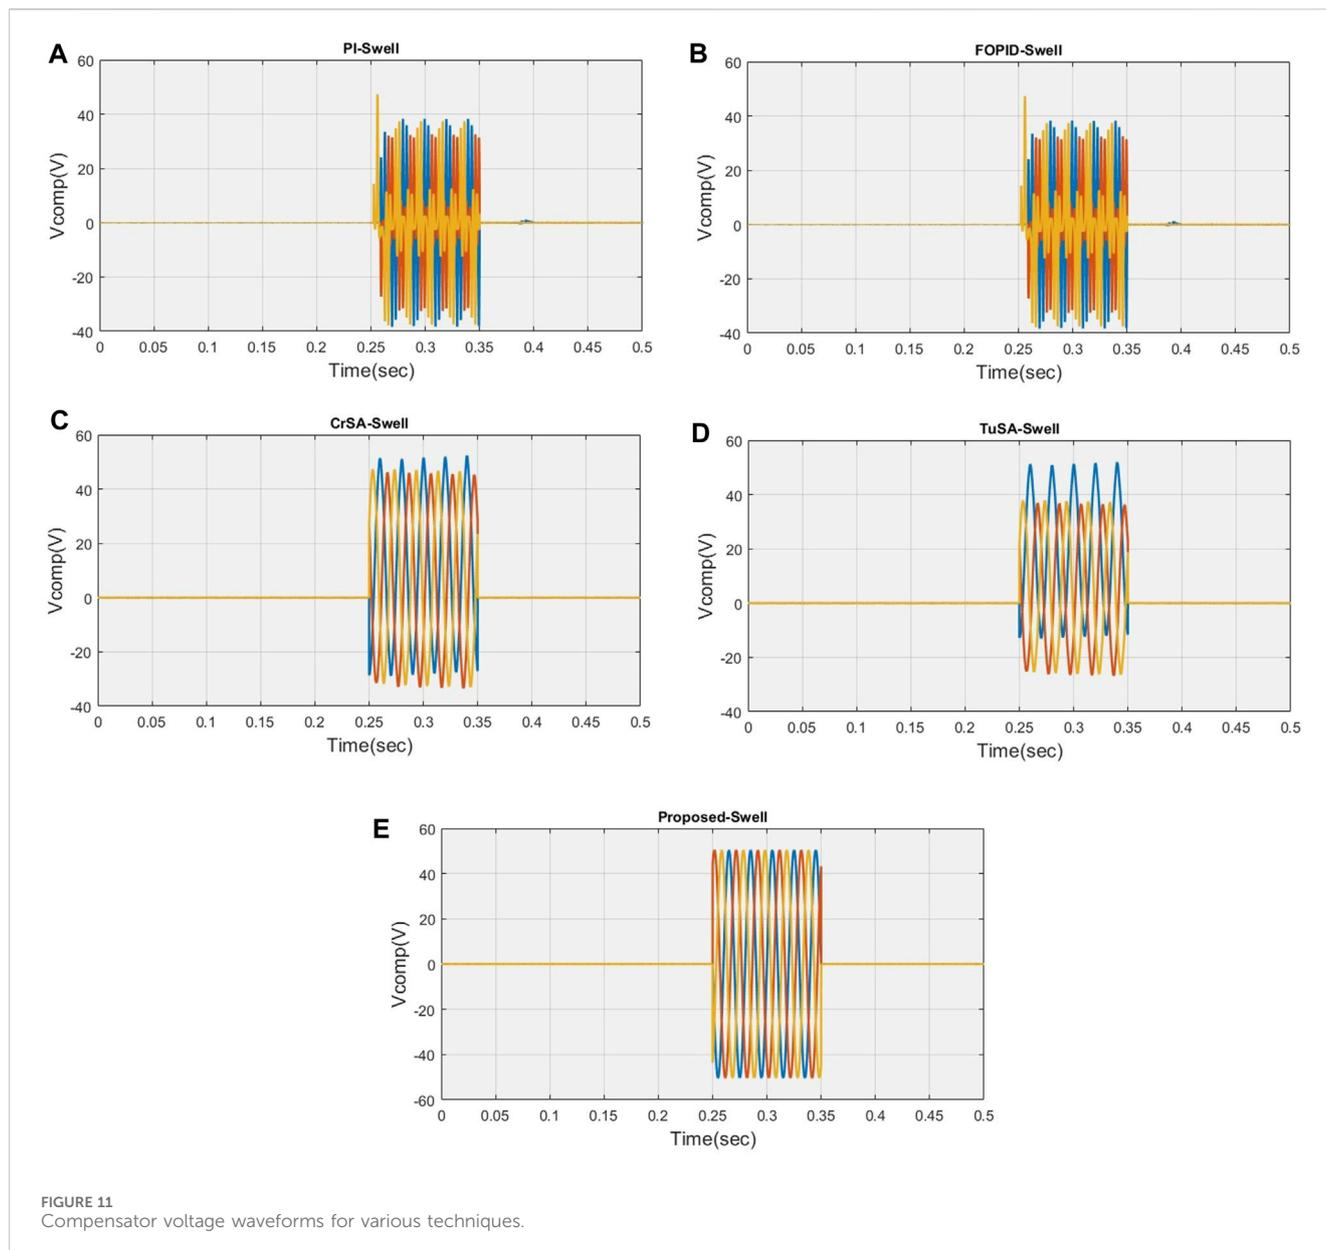 A
PI-Swell
60
40
20
0
-20
-40
Vcomp(V)
0 0.05 0.1 0.15 0.2 0.25 0.3 0.35 0.4 0.45 0.5
Time(sec)
B
FOPID-Swell
60
40
20
0
-20
-40
Vcomp(V)
0 0.05 0.1 0.15 0.2 0.25 0.3 0.35 0.4 0.45 0.5
Time(sec)
C
CrSA-Swell
60
40
20
0
-20
-40
Vcomp(V)
0 0.05 0.1 0.15 0.2 0.25 0.3 0.35 0.4 0.45 0.5
Time(sec)
D
TuSA-Swell
60
40
20
0
-20
-40
Vcomp(V)
0 0.05 0.1 0.15 0.2 0.25 0.3 0.35 0.4 0.45 0.5
Time(sec)
E
Proposed-Swell
60
40
20
0
-20
-40
-60
Vcomp(V)
0 0.05 0.1 0.15 0.2 0.25 0.3 0.35 0.4 0.45 0.5
Time(sec)
FIGURE 11
Compensator voltage waveforms for various techniques.